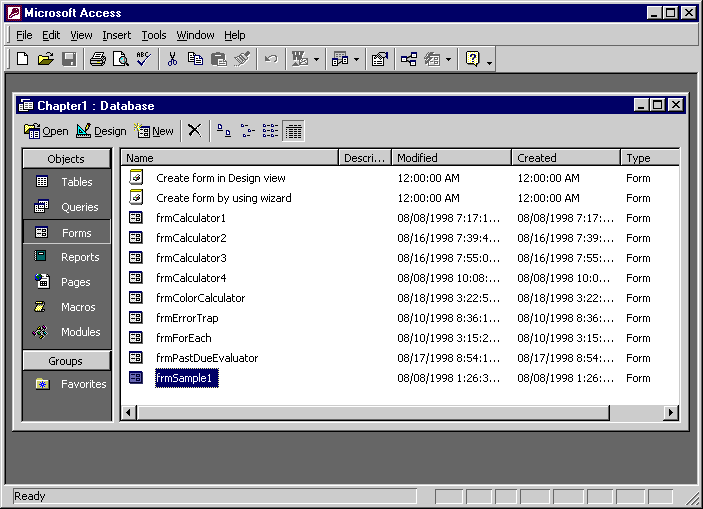 Microsoft Access
File Edit View Insert Tools Window Help
Chapter1 : Database
Open Design New
Objects
Tables
Queries
Forms
Reports
Pages
Macros
Modules
Groups
Favorites
Name Descri... Modified Created Type
Create form in Design view 12:00:00 AM 12:00:00 AM Form
Create form by using wizard 12:00:00 AM 12:00:00 AM Form
frmCalculator1 08/08/1998 7:17:1... 08/08/1998 7:17:... Form
frmCalculator2 08/16/1998 7:39:4... 08/16/1998 7:39:... Form
frmCalculator3 08/16/1998 7:55:0... 08/16/1998 7:55:... Form
frmCalculator4 08/08/1998 10:08:... 08/08/1998 10:0... Form
frmColorCalculator 08/18/1998 3:22:5... 08/18/1998 3:22:... Form
frmErrorTrap 08/10/1998 8:36:1... 08/10/1998 8:36:... Form
frmForEach 08/10/1998 3:15:2... 08/10/1998 3:15:... Form
frmPastDueEvaluator 08/17/1998 8:54:1... 08/17/1998 8:54:... Form
frmSample1 08/08/1998 1:26:3... 08/08/1998 1:26:... Form
Ready